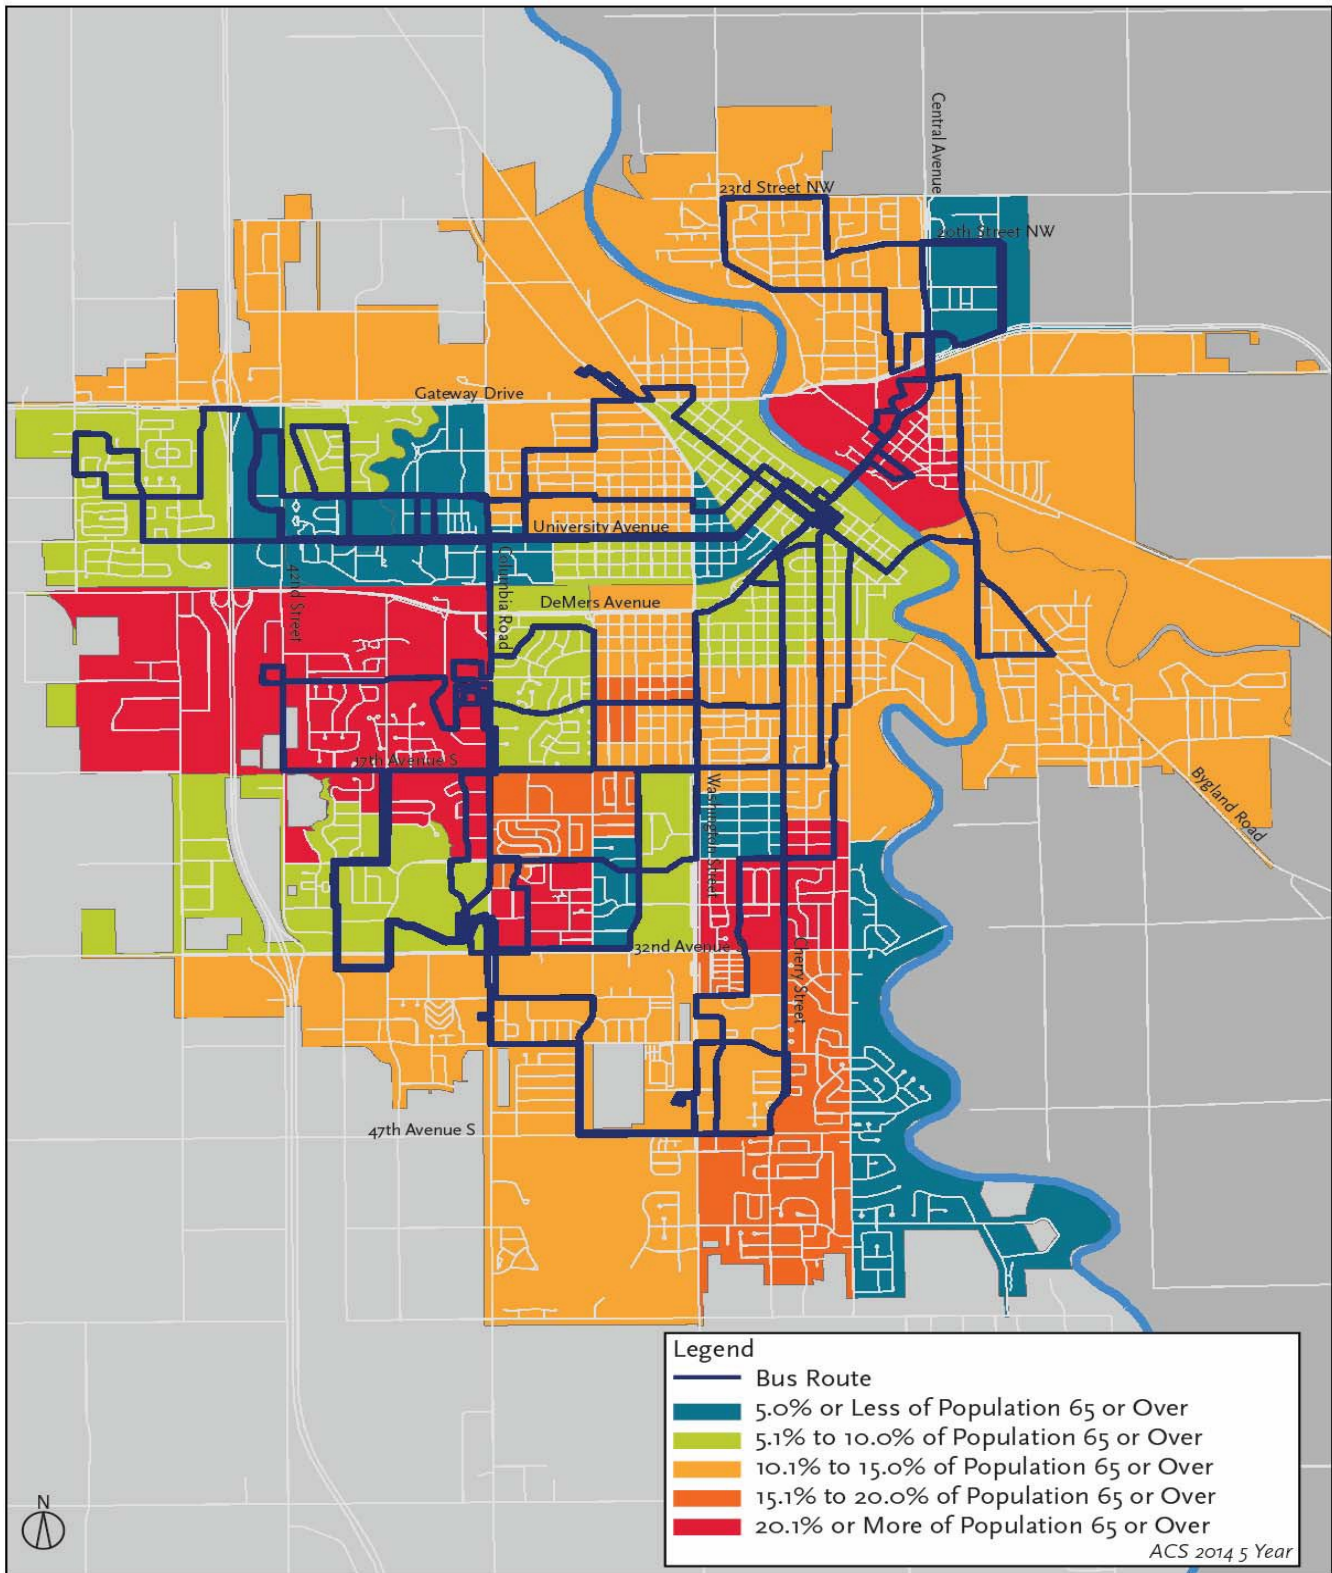 Central Avenue
23rd Street NW
20th Street NW
Gateway Drive
University Avenue
Columbia Road
42nd Street
DeMers Avenue
17th Avenue S
Washington Street
Bygland Road
32nd Avenue S
Cherry Street
47th Avenue S
Legend
Bus Route
5.0% or Less of Population 65 or Over
5.1% to 10.0% of Population 65 or Over
10.1% to 15.0% of Population 65 or Over
15.1% to 20.0% of Population 65 or Over
20.1% or More of Population 65 or Over
ACS 2014 5 Year
N